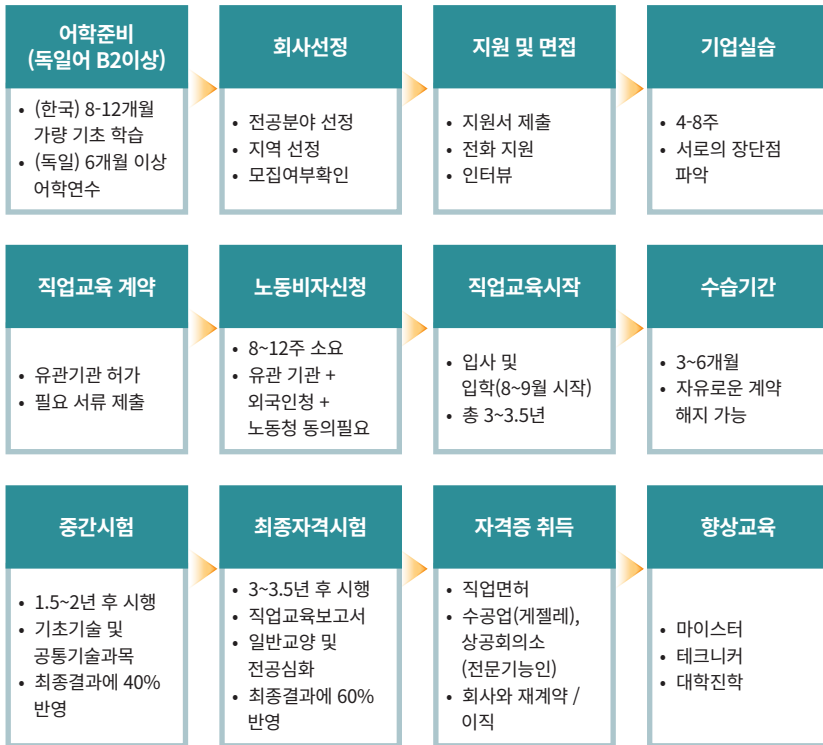 어학준비
(독일어 B2이상)
• (한국) 8-12개월
가량 기초 학습
• (독일) 6개월 이상
어학연수
회사선정
• 전공분야 선정
• 지역 선정
• 모집여부확인
지원 및 면접
• 지원서 제출
• 전화 지원
• 인터뷰
기업실습
• 4-8주
• 서로의 장단점
파악
직업교육 계약
• 유관기관 허가
• 필요 서류 제출
노동비자신청
• 8~12주 소요
• 유관 기관 +
외국인청 +
노동청 동의필요
직업교육시작
• 입사 및
입학(8~9월 시작)
• 총 3~3.5년
수습기간
• 3~6개월
• 자유로운 계약
해지 가능
중간시험
• 1.5~2년 후 시행
• 기초기술 및
공통기술과목
• 최종결과에 40%
반영
최종자격시험
• 3~3.5년 후 시행
• 직업교육보고서
• 일반교양 및
전공심화
• 최종결과에 60%
반영
자격증 취득
• 직업면허
• 수공업(게젤레),
상공회의소
(전문기능인)
• 회사와 재계약 /
이직
향상교육
• 마이스터
• 테크니커
• 대학진학